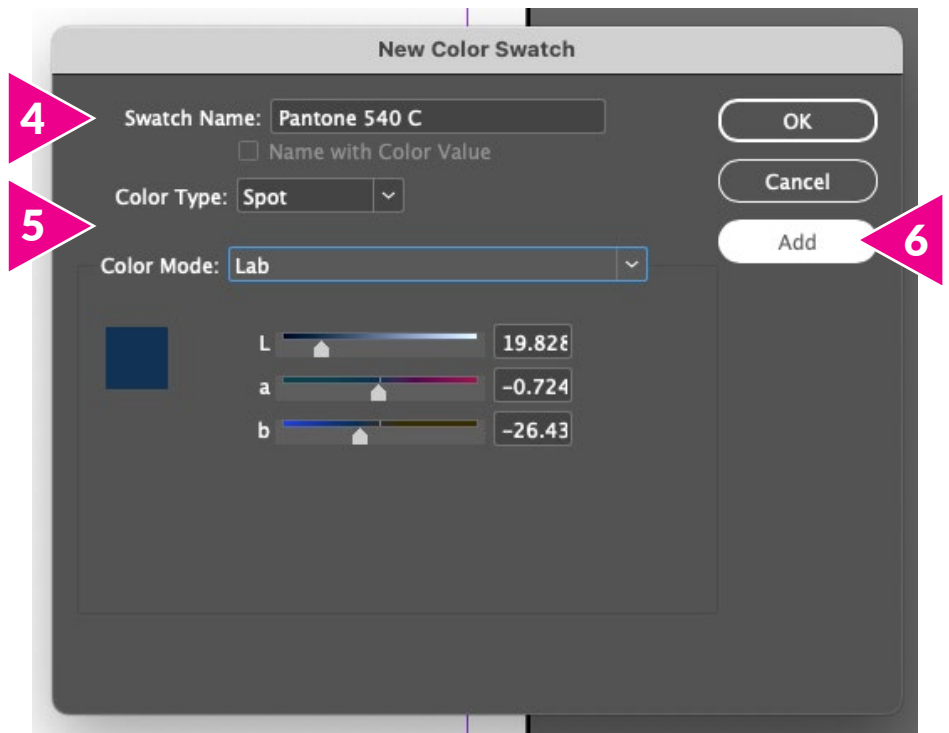 New Color Swatch
4
Swatch Name: Pantone 540 C
OK
Name with Color Value
Cancel
Color Type: Spot
5
Add
6
Color Mode: Lab
L 19.828
a -0.724
b -26.43